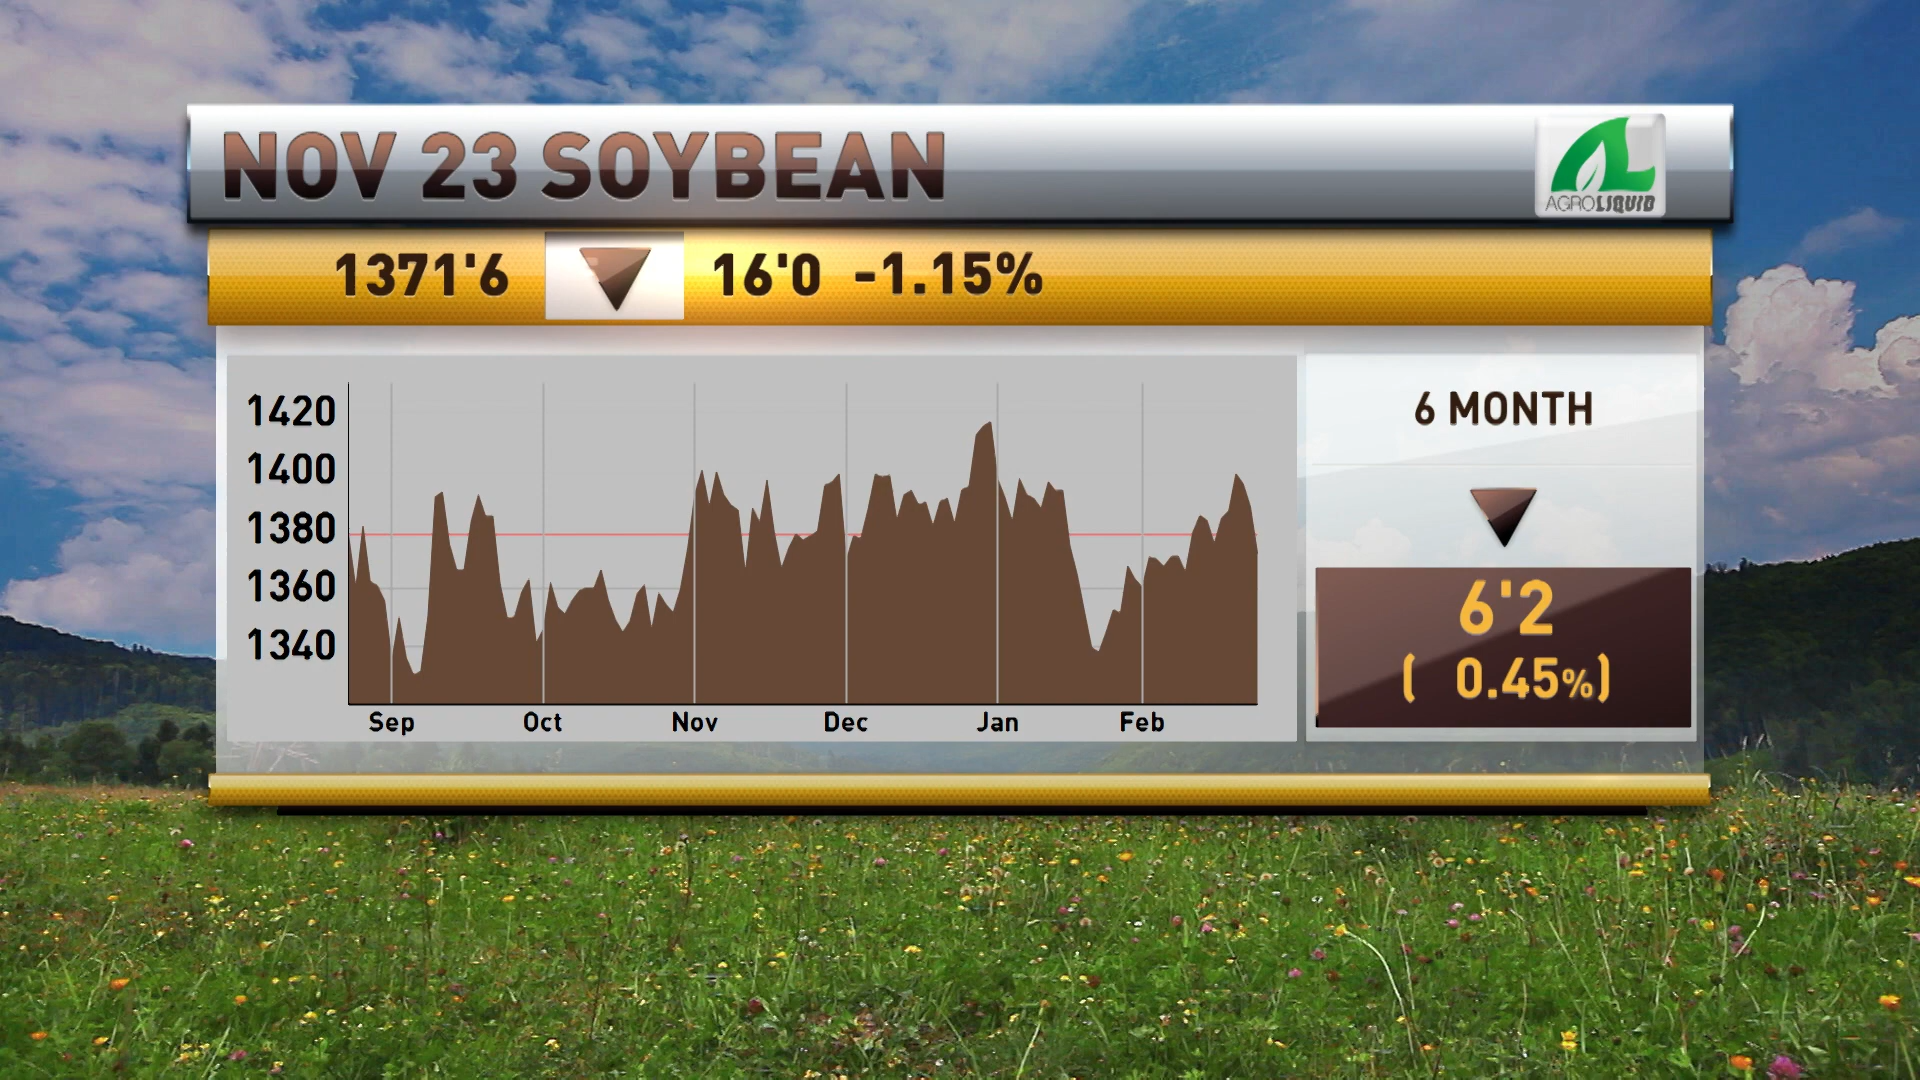 NOV 23 SOYBEAN
AGROLIQUID
1371'6 16'0 -1.15%
1420
1400
1380
1360
1340
Sep Oct Nov Dec Jan Feb
6 MONTH
6'2
( 0.45%)